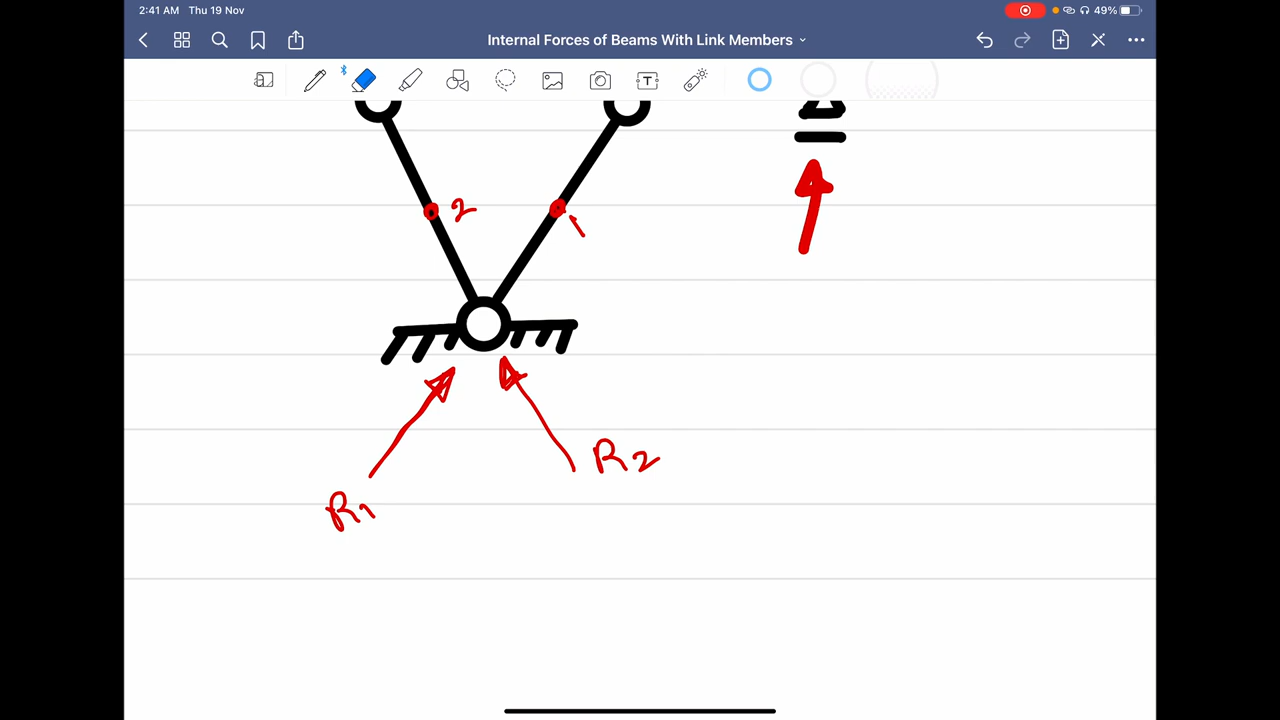 2:41 AM Thu 19 Nov
49%
Internal Forces of Beams With Link Members
T
2
1
R2
R1